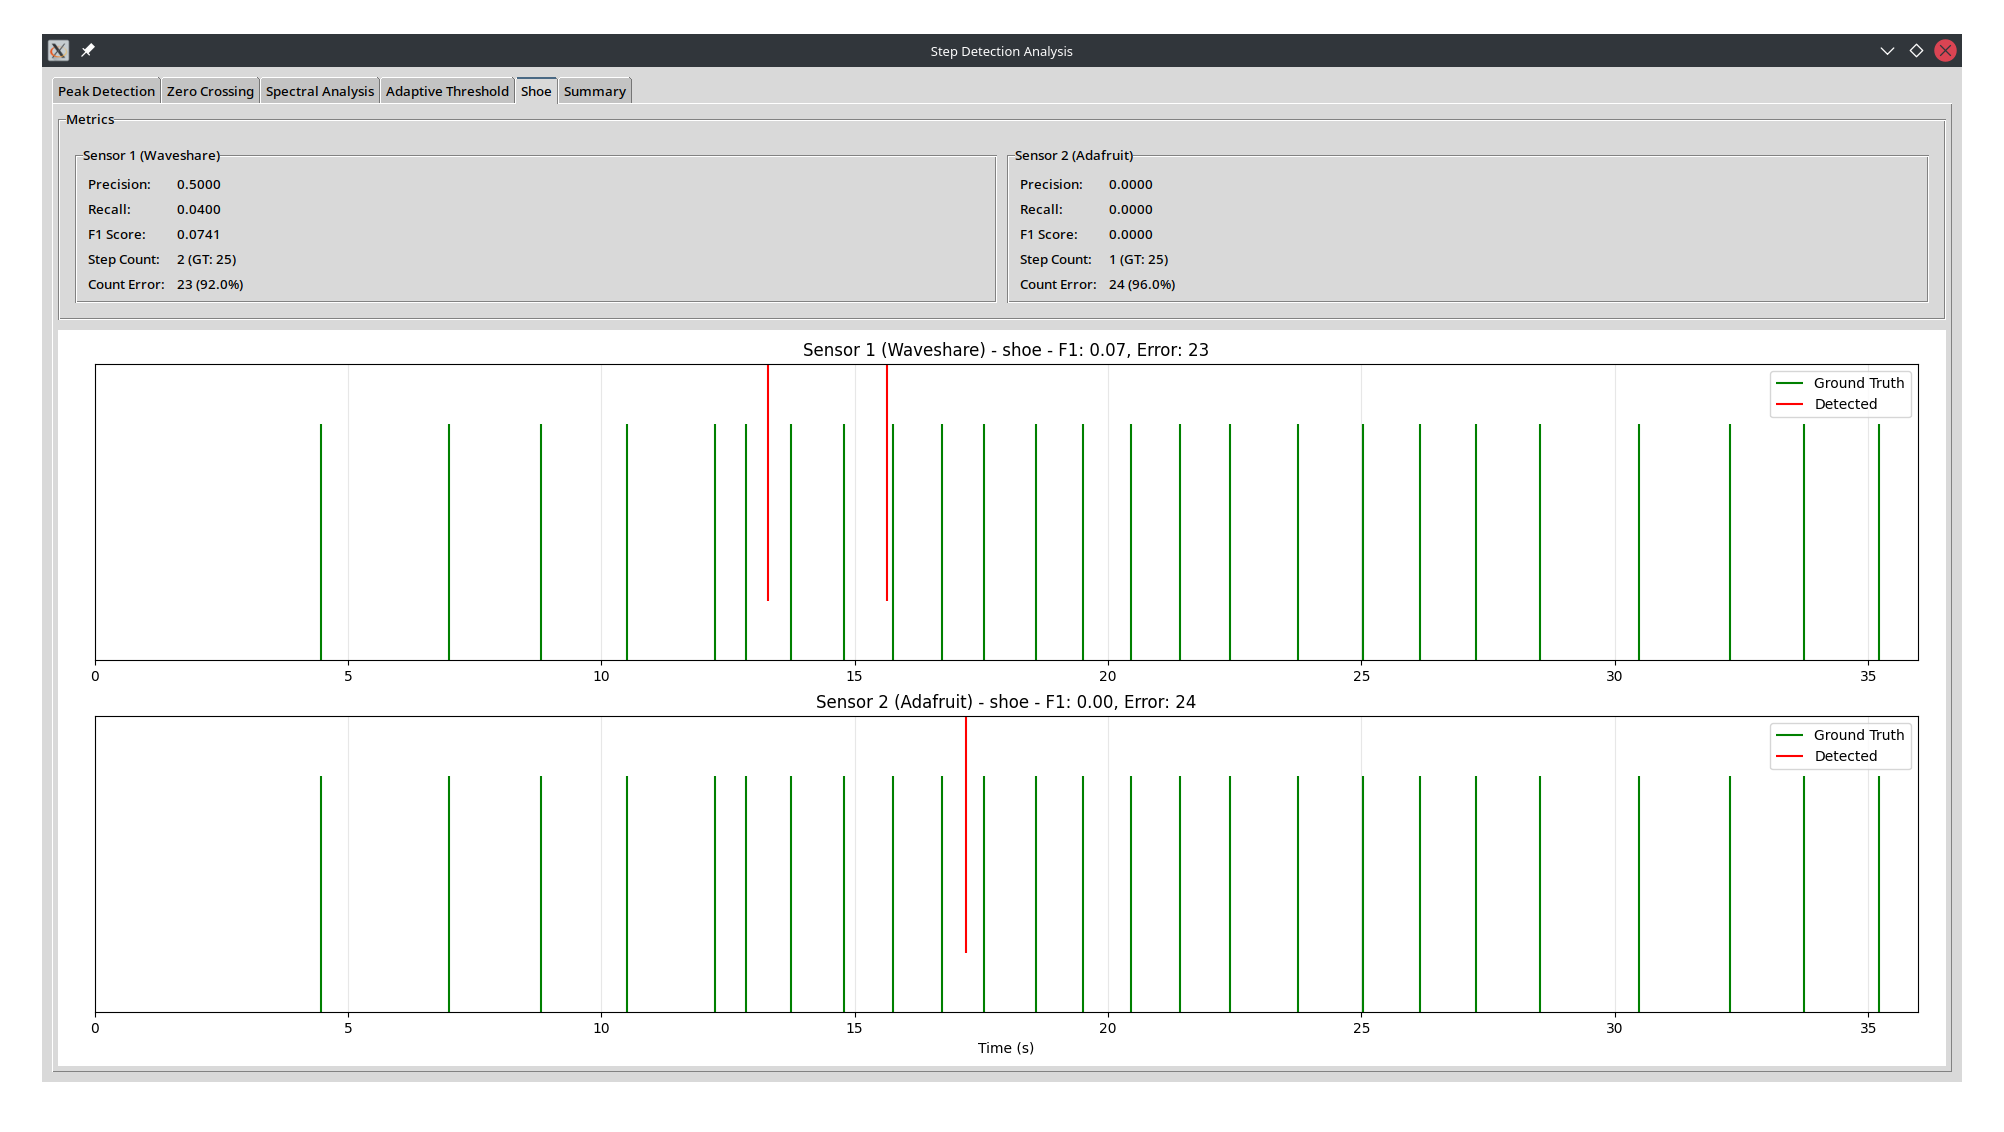 Step Detection Analysis
Peak Detection Zero Crossing Spectral Analysis Adaptive Threshold Shoe Summary
Metrics
Sensor 1 (Waveshare)
Precision: 0.5000
Recall: 0.0400
F1 Score: 0.0741
Step Count: 2 (GT: 25)
Count Error: 23 (92.0%)
Sensor 2 (Adafruit)
Precision: 0.0000
Recall: 0.0000
F1 Score: 0.0000
Step Count: 1 (GT: 25)
Count Error: 24 (96.0%)
Sensor 1 (Waveshare) - shoe - F1: 0.07, Error: 23
Ground Truth
Detected
0 5 10 15 20 25 30 35
Sensor 2 (Adafruit) - shoe - F1: 0.00, Error: 24
Ground Truth
Detected
0 5 10 15 20 25 30 35
Time (s)